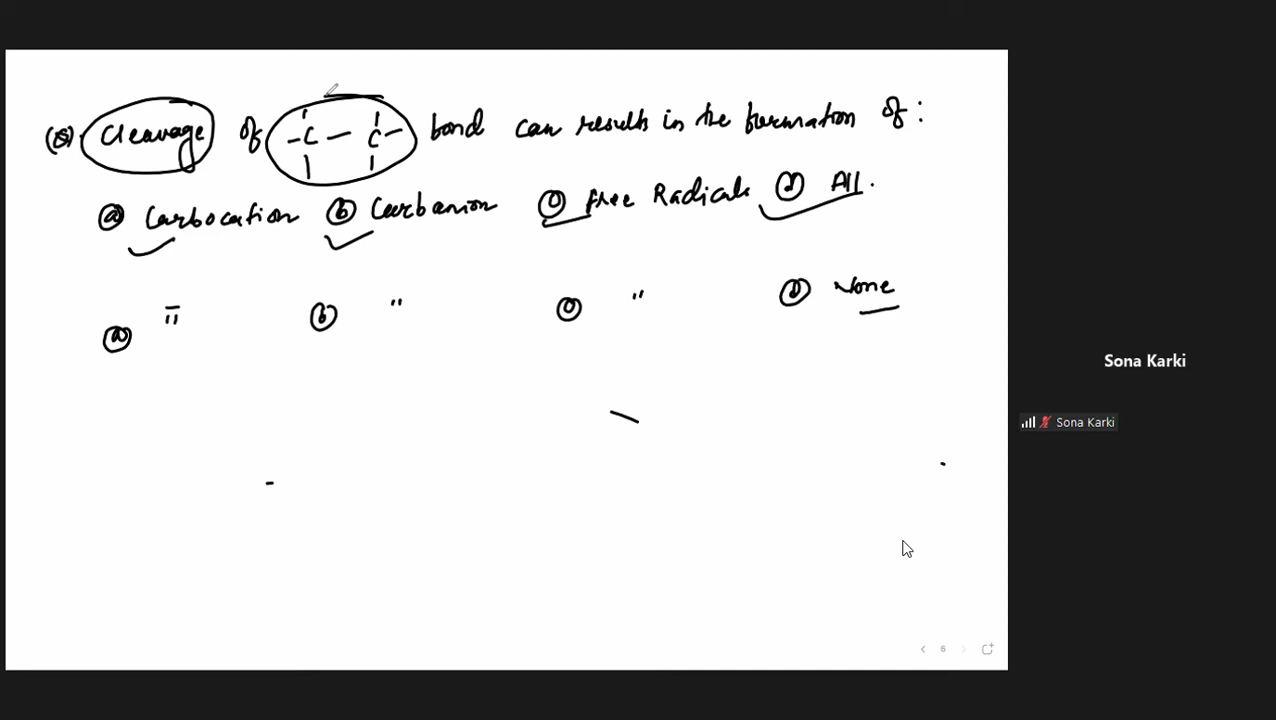 (Q) Cleavage of -C-C- bond can results in the formation of :
(a) Carbocation (b) Carbanion (c) Free Radicals (d) All.
(a) " (b) " (c) " (d) None
Sona Karki
Sona Karki
6